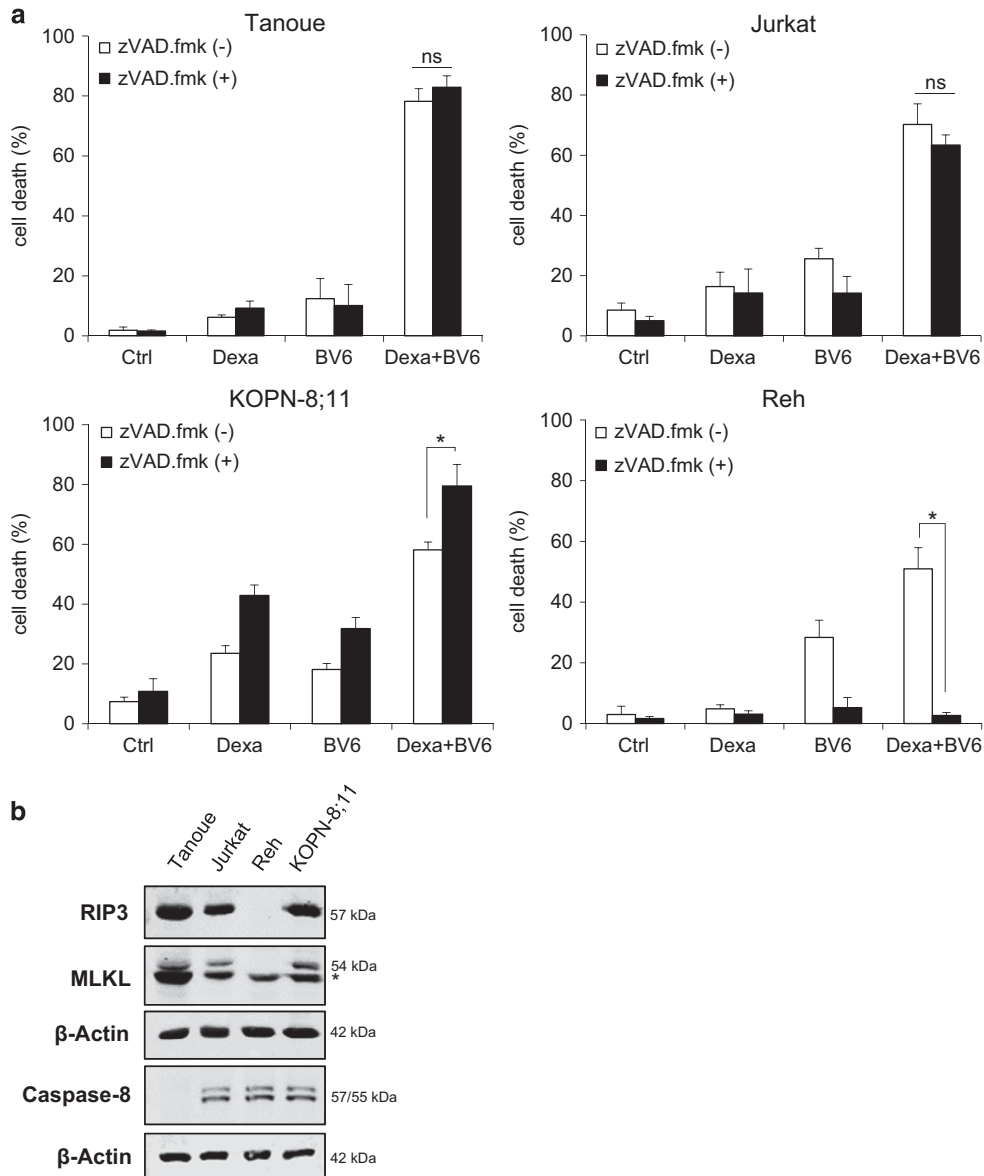 a
Tanoue
100
80
60
40
20
0
cell death (%)
zVAD.fmk (-)
zVAD.fmk (+)
ns
Ctrl Dexa BV6 Dexa+BV6
Jurkat
100
80
60
40
20
0
cell death (%)
zVAD.fmk (-)
zVAD.fmk (+)
ns
Ctrl Dexa BV6 Dexa+BV6
KOPN-8;11
100
80
60
40
20
0
cell death (%)
zVAD.fmk (-)
zVAD.fmk (+)
*
Ctrl Dexa BV6 Dexa+BV6
Reh
100
80
60
40
20
0
cell death (%)
zVAD.fmk (-)
zVAD.fmk (+)
*
Ctrl Dexa BV6 Dexa+BV6
b
Tanoue Jurkat Reh KOPN-8;11
RIP3 57 kDa
MLKL 54 kDa
*
β-Actin 42 kDa
Caspase-8 57/55 kDa
β-Actin 42 kDa